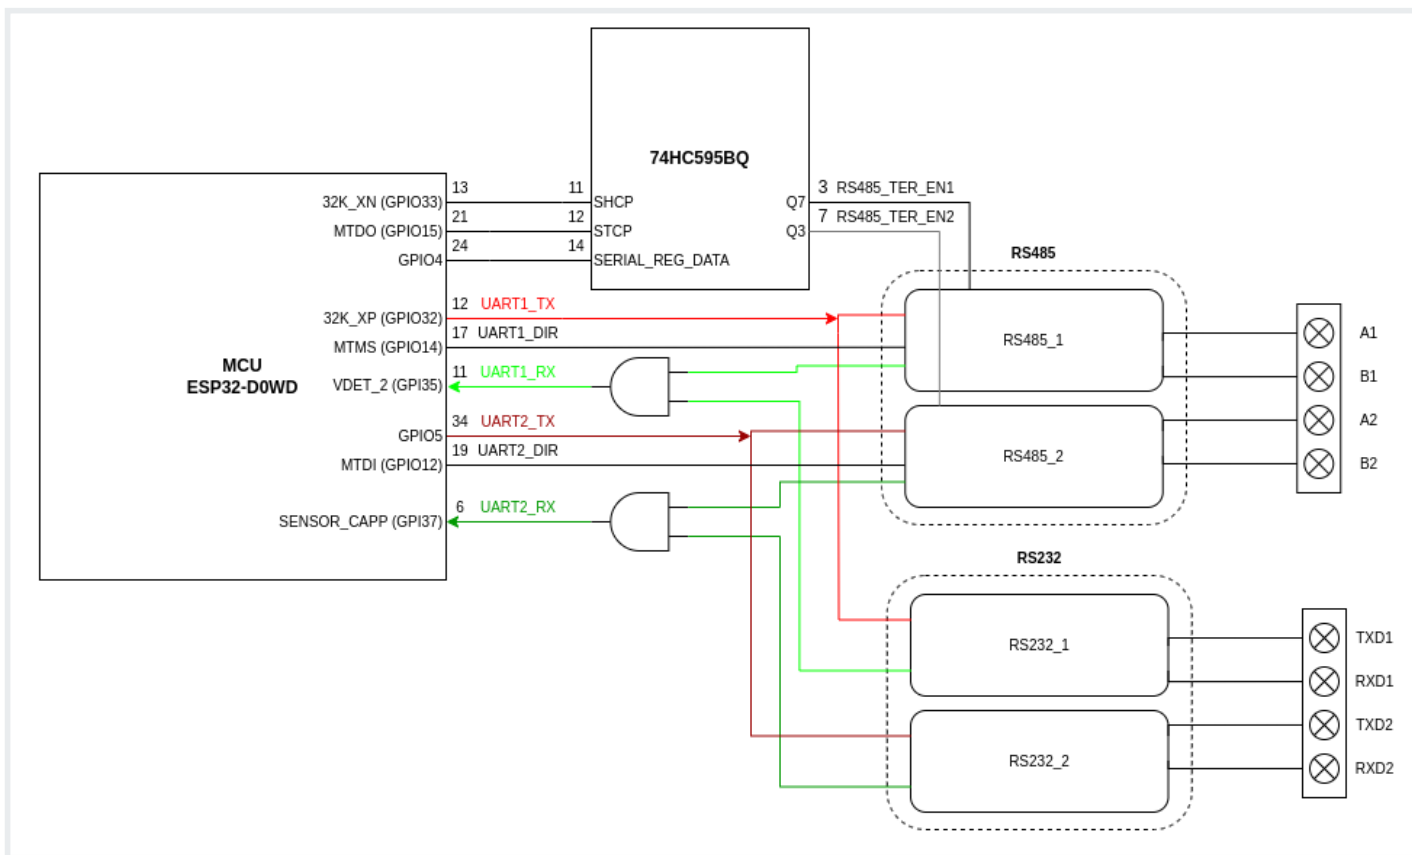 74HC595BQ
32K_XN (GPIO33) 13 11 SHCP Q7 3 RS485_TER_EN1
MTDO (GPIO15) 21 12 STCP Q3 7 RS485_TER_EN2
GPIO4 24 14 SERIAL_REG_DATA
RS485
32K_XP (GPIO32) 12 UART1_TX
MTMS (GPIO14) 17 UART1_DIR
RS485_1
A1
MCU
ESP32-D0WD
VDET_2 (GPI35) 11 UART1_RX
B1
GPIO5 34 UART2_TX
A2
MTDI (GPIO12) 19 UART2_DIR
RS485_2
B2
SENSOR_CAPP (GPI37) 6 UART2_RX
RS232
RS232_1
TXD1
RXD1
TXD2
RS232_2
RXD2